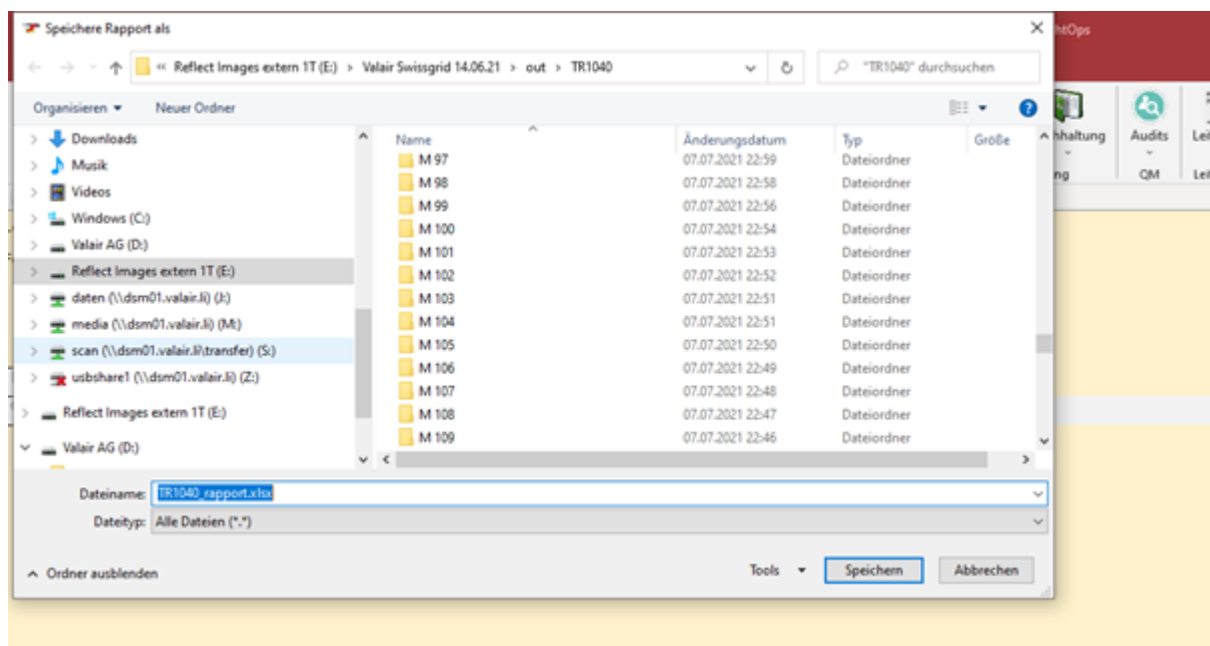 Speichere Rapport als
htOps
« Reflect Images extern 1T (E:) > Valair Swissgrid 14.06.21 > out > TR1040
"TR1040" durchsuchen
Organisieren
Neuer Ordner
hhaltung
Audits
Lei
ng
QM
Lei
Downloads
Musik
Videos
Windows (C:)
Valair AG (D:)
Reflect Images extern 1T (E:)
daten (\\dsm01.valair.li) (J:)
media (\\dsm01.valair.li) (M:)
scan (\\dsm01.valair.li\transfer) (S:)
usbshare1 (\\dsm01.valair.li) (Z:)
Reflect Images extern 1T (E:)
Valair AG (D:)
Name Änderungsdatum Typ Größe
M 97 07.07.2021 22:59 Dateiordner
M 98 07.07.2021 22:58 Dateiordner
M 99 07.07.2021 22:56 Dateiordner
M 100 07.07.2021 22:54 Dateiordner
M 101 07.07.2021 22:53 Dateiordner
M 102 07.07.2021 22:52 Dateiordner
M 103 07.07.2021 22:51 Dateiordner
M 104 07.07.2021 22:51 Dateiordner
M 105 07.07.2021 22:50 Dateiordner
M 106 07.07.2021 22:49 Dateiordner
M 107 07.07.2021 22:48 Dateiordner
M 108 07.07.2021 22:47 Dateiordner
M 109 07.07.2021 22:46 Dateiordner
Dateiname: TR1040_rapport.xlsx
Dateityp: Alle Dateien (*.*)
Ordner ausblenden
Tools
Speichern
Abbrechen